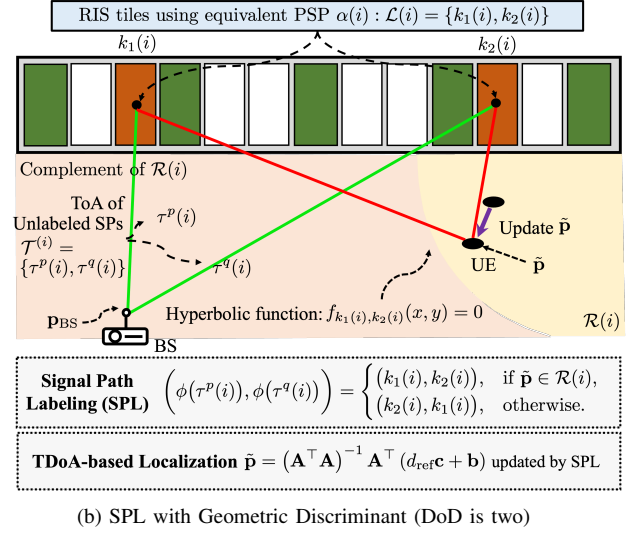 RIS tiles using equivalent PSP α(i) : 𝓛(i) = {k₁(i), k₂(i)}
k₁(i)
k₂(i)
Complement of 𝓡(i)
ToA of
Unlabeled SPs
τᵖ(i)
𝓣⁽ⁱ⁾ =
{τᵖ(i), τ^q(i)}
τ^q(i)
Update p̃
UE
p̃
p_BS
Hyperbolic function: f_{k₁(i),k₂(i)}(x, y) = 0
𝓡(i)
BS
Signal Path
Labeling (SPL)
(ϕ(τᵖ(i)), ϕ(τ^q(i))) = { (k₁(i), k₂(i)), if p̃ ∈ 𝓡(i),
(k₂(i), k₁(i)), otherwise.
TDoA-based Localization p̃ = (A^⊤A)⁻¹ A^⊤ (d_ref c + b) updated by SPL
(b) SPL with Geometric Discriminant (DoD is two)